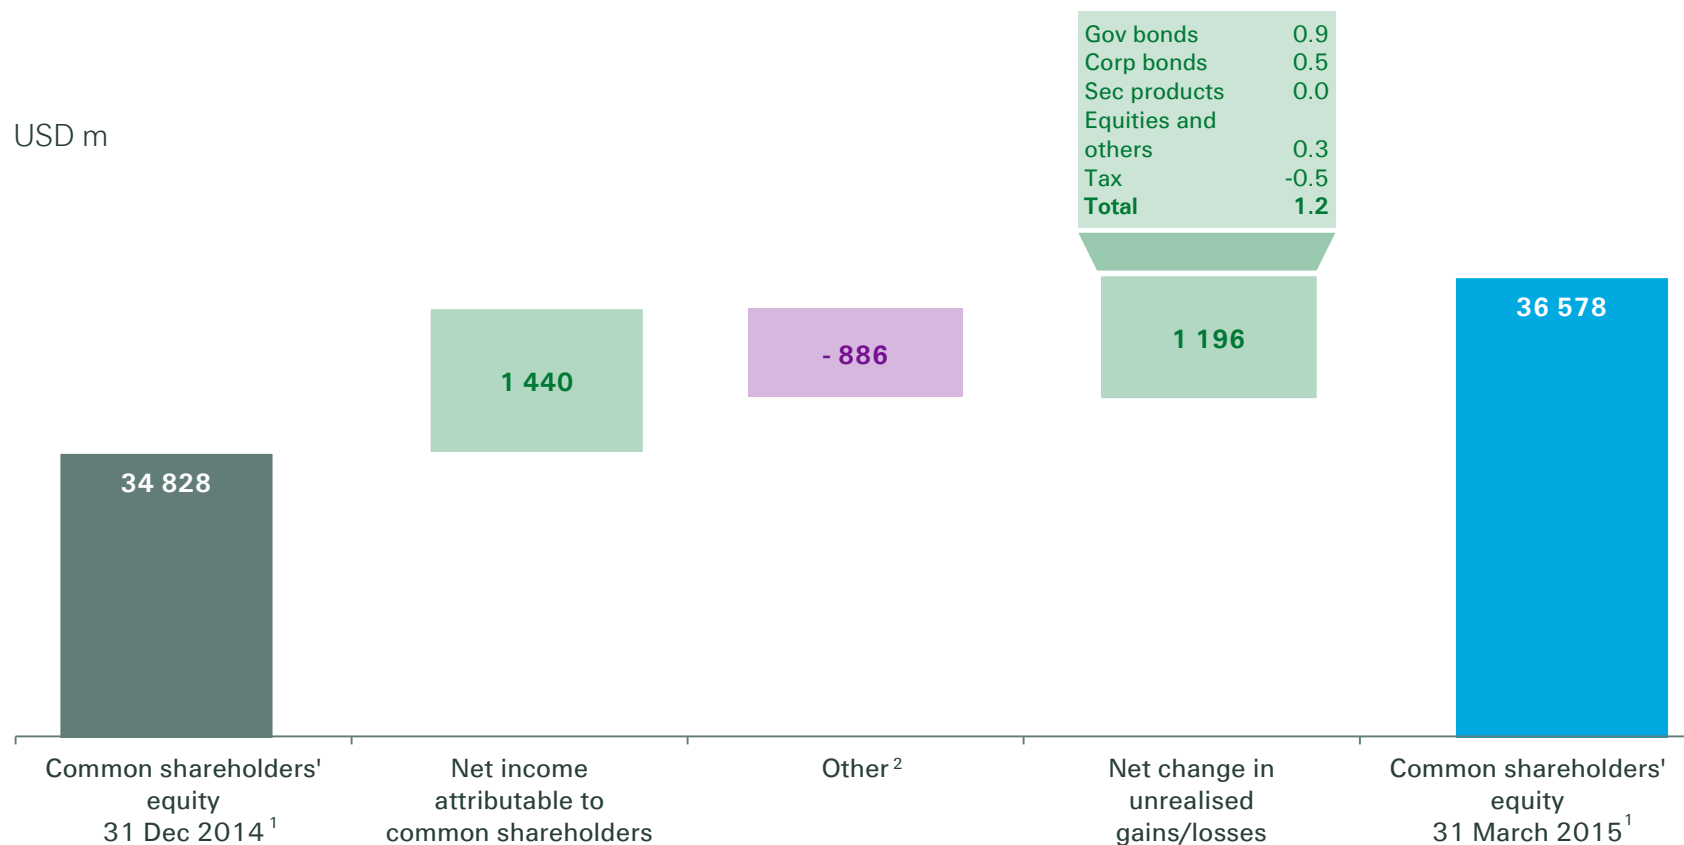 Gov bonds 0.9
Corp bonds 0.5
Sec products 0.0
Equities and
others 0.3
Tax -0.5
Total 1.2
USD m
36 578
1 196
- 886
1 440
34 828
Common shareholders'
equity
31 Dec 2014 1
Net income
attributable to
common shareholders
Other 2
Net change in
unrealised
gains/losses
Common shareholders'
equity
31 March 2015 1